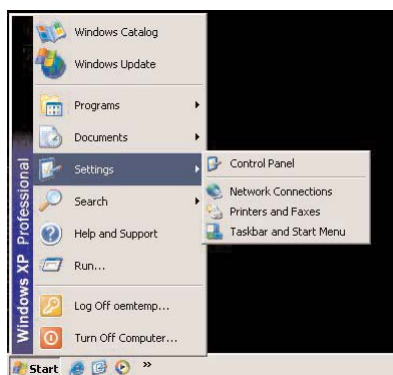 Windows Catalog
Windows Update
Programs
Documents
Settings
Search
Help and Support
Run...
Log Off oemtemp...
Turn Off Computer...
Windows XP Professional
Control Panel
Network Connections
Printers and Faxes
Taskbar and Start Menu
Start »